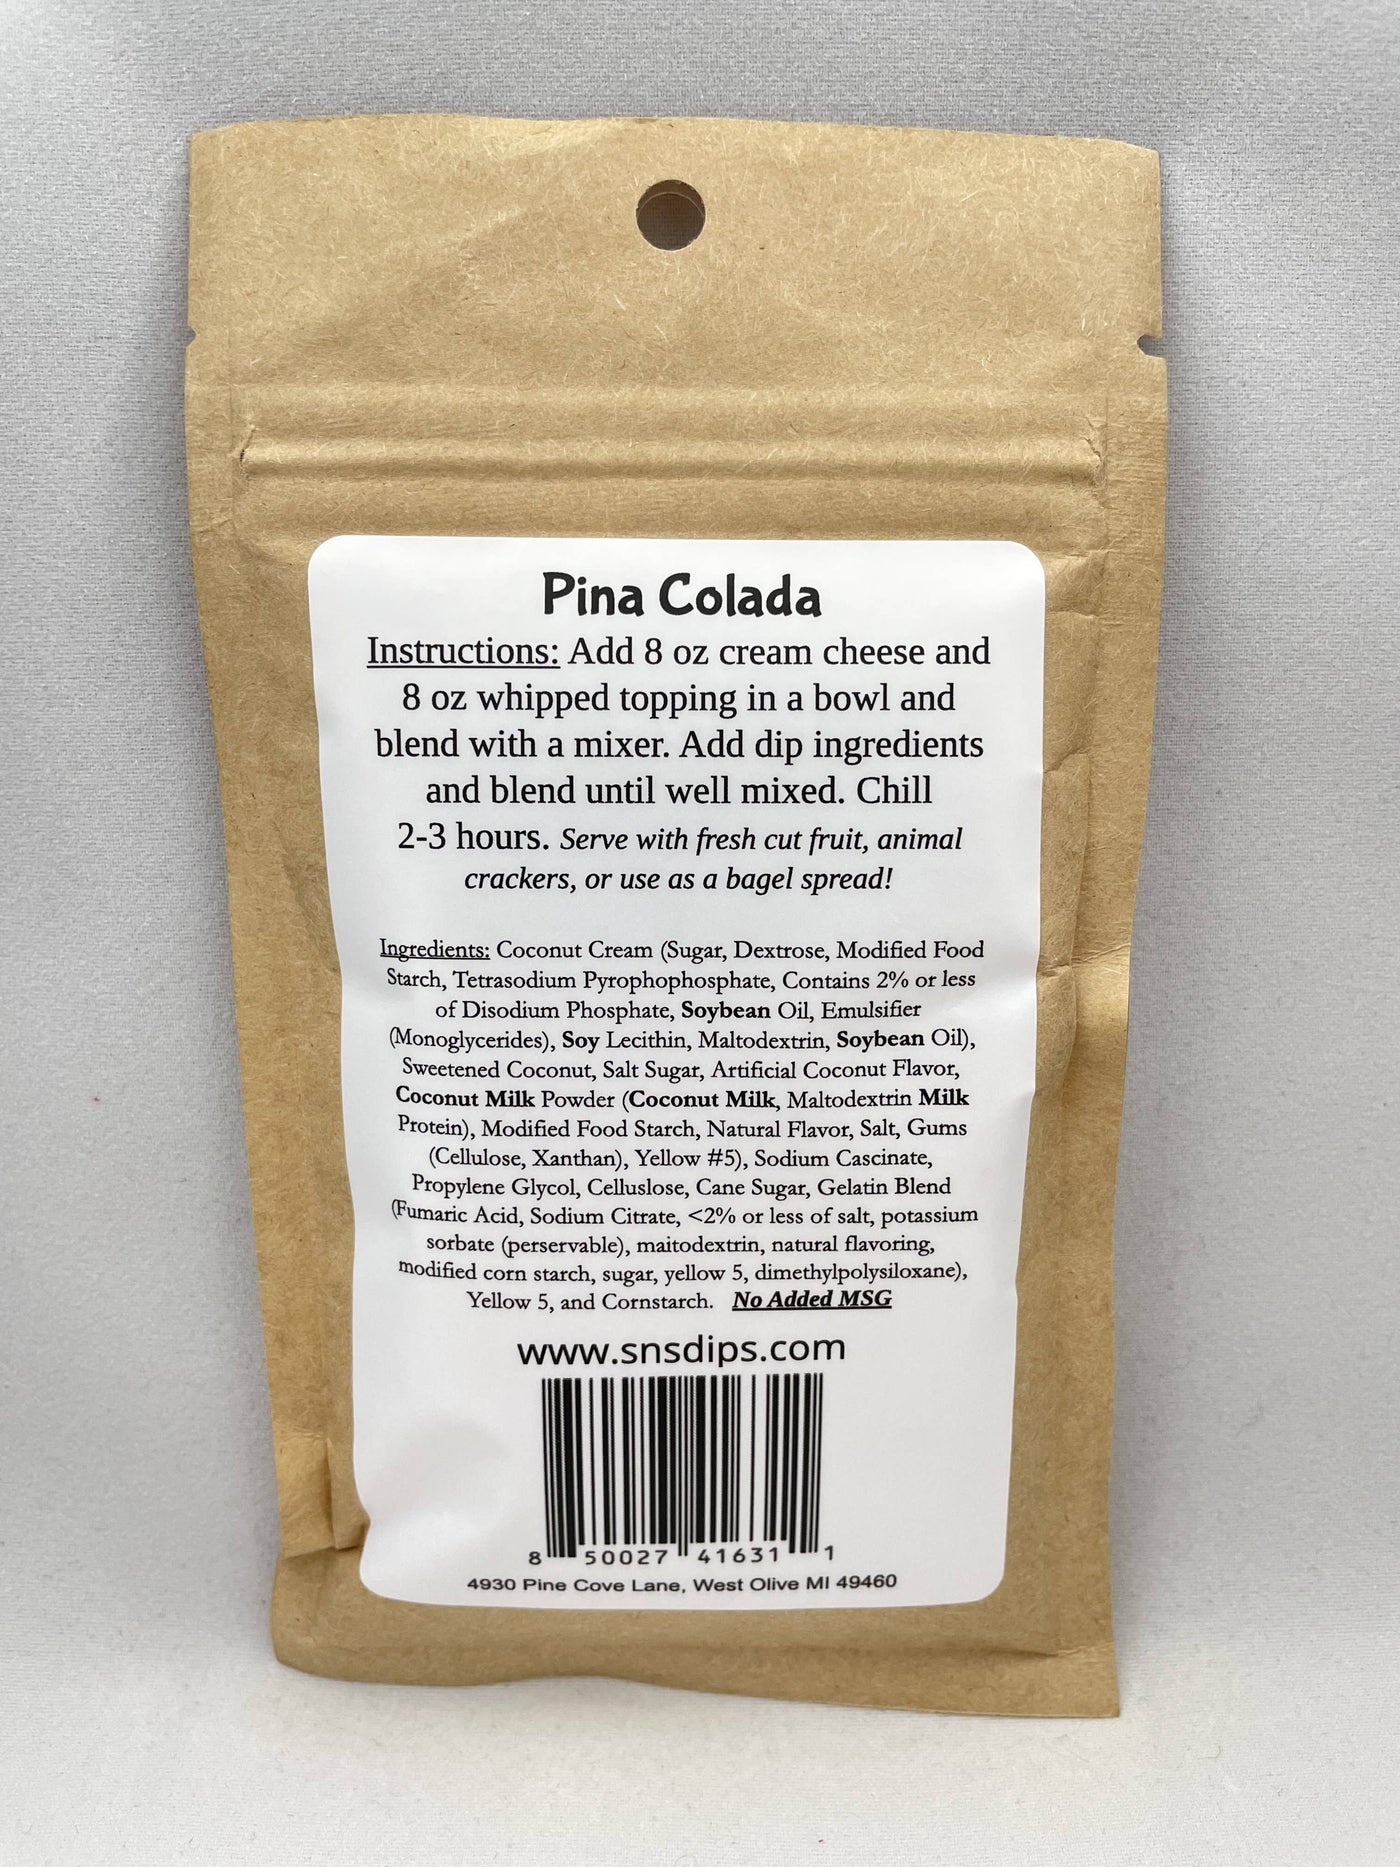 Pina Colada
Instructions: Add 8 oz cream cheese and
8 oz whipped topping in a bowl and
blend with a mixer. Add dip ingredients
and blend until well mixed. Chill
2-3 hours. Serve with fresh cut fruit, animal
crackers, or use as a bagel spread!
Ingredients: Coconut Cream (Sugar, Dextrose, Modified Food
Starch, Tetrasodium Pyrophophosphate, Contains 2% or less
of Disodium Phosphate, Soybean Oil, Emulsifier
(Monoglycerides), Soy Lecithin, Maltodextrin, Soybean Oil),
Sweetened Coconut, Salt Sugar, Artificial Coconut Flavor,
Coconut Milk Powder (Coconut Milk, Maltodextrin Milk
Protein), Modified Food Starch, Natural Flavor, Salt, Gums
(Cellulose, Xanthan), Yellow #5), Sodium Cascinate,
Propylene Glycol, Celluslose, Cane Sugar, Gelatin Blend
(Fumaric Acid, Sodium Citrate, <2% or less of salt, potassium
sorbate (perservable), maitodextrin, natural flavoring,
modified corn starch, sugar, yellow 5, dimethylpolysiloxane),
Yellow 5, and Cornstarch. No Added MSG
www.snsdips.com
8 50027 41631 1
4930 Pine Cove Lane, West Olive MI 49460